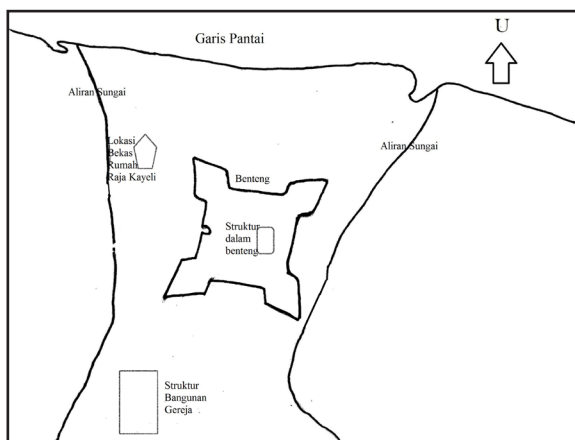 Garis Pantai
U
Aliran Sungai
Lokasi
Bekas
Rumah
Raja Kayeli
Aliran Sungai
Benteng
Struktur
dalam
benteng
Struktur
Bangunan
Gereja